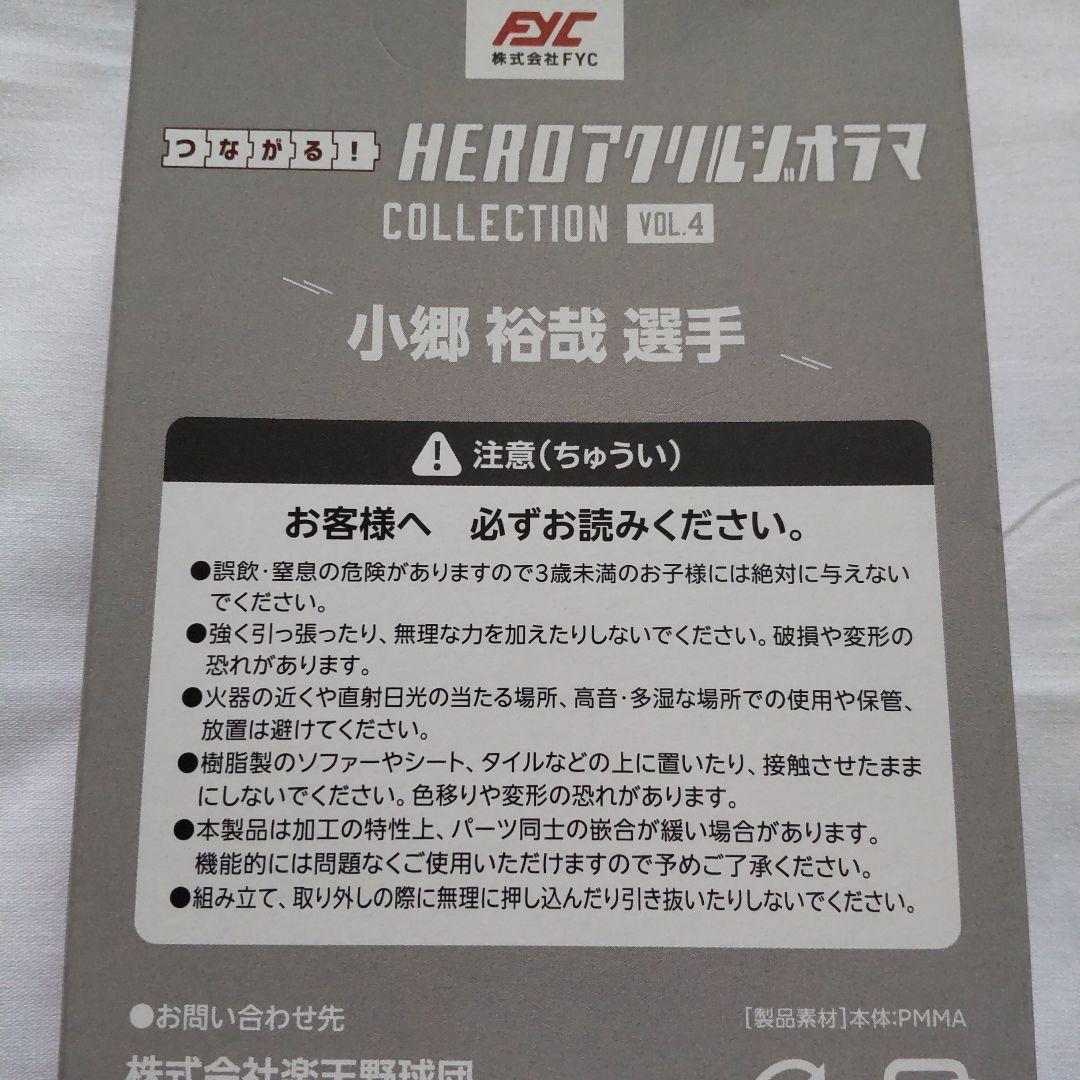 FYC
株式会社FYC
つながる! HEROアクリルジオラマ
COLLECTION VOL.4
小郷 裕哉 選手
注意(ちゅうい)
お客様へ 必ずお読みください。
●誤飲・窒息の危険がありますので3歳未満のお子様には絶対に与えない
でください。
●強く引っ張ったり、無理な力を加えたりしないでください。破損や変形の
恐れがあります。
●火器の近くや直射日光の当たる場所、高音・多湿な場所での使用や保管、
放置は避けてください。
●樹脂製のソファーやシート、タイルなどの上に置いたり、接触させたまま
にしないでください。色移りや変形の恐れがあります。
●本製品は加工の特性上、パーツ同士の嵌合が緩い場合があります。
機能的には問題なくご使用いただけますので予めご了承ください。
●組み立て、取り外しの際に無理に押し込んだり引き抜いたりしないでください。
●お問い合わせ先
[製品素材]本体:PMMA
株式会社楽天野球団